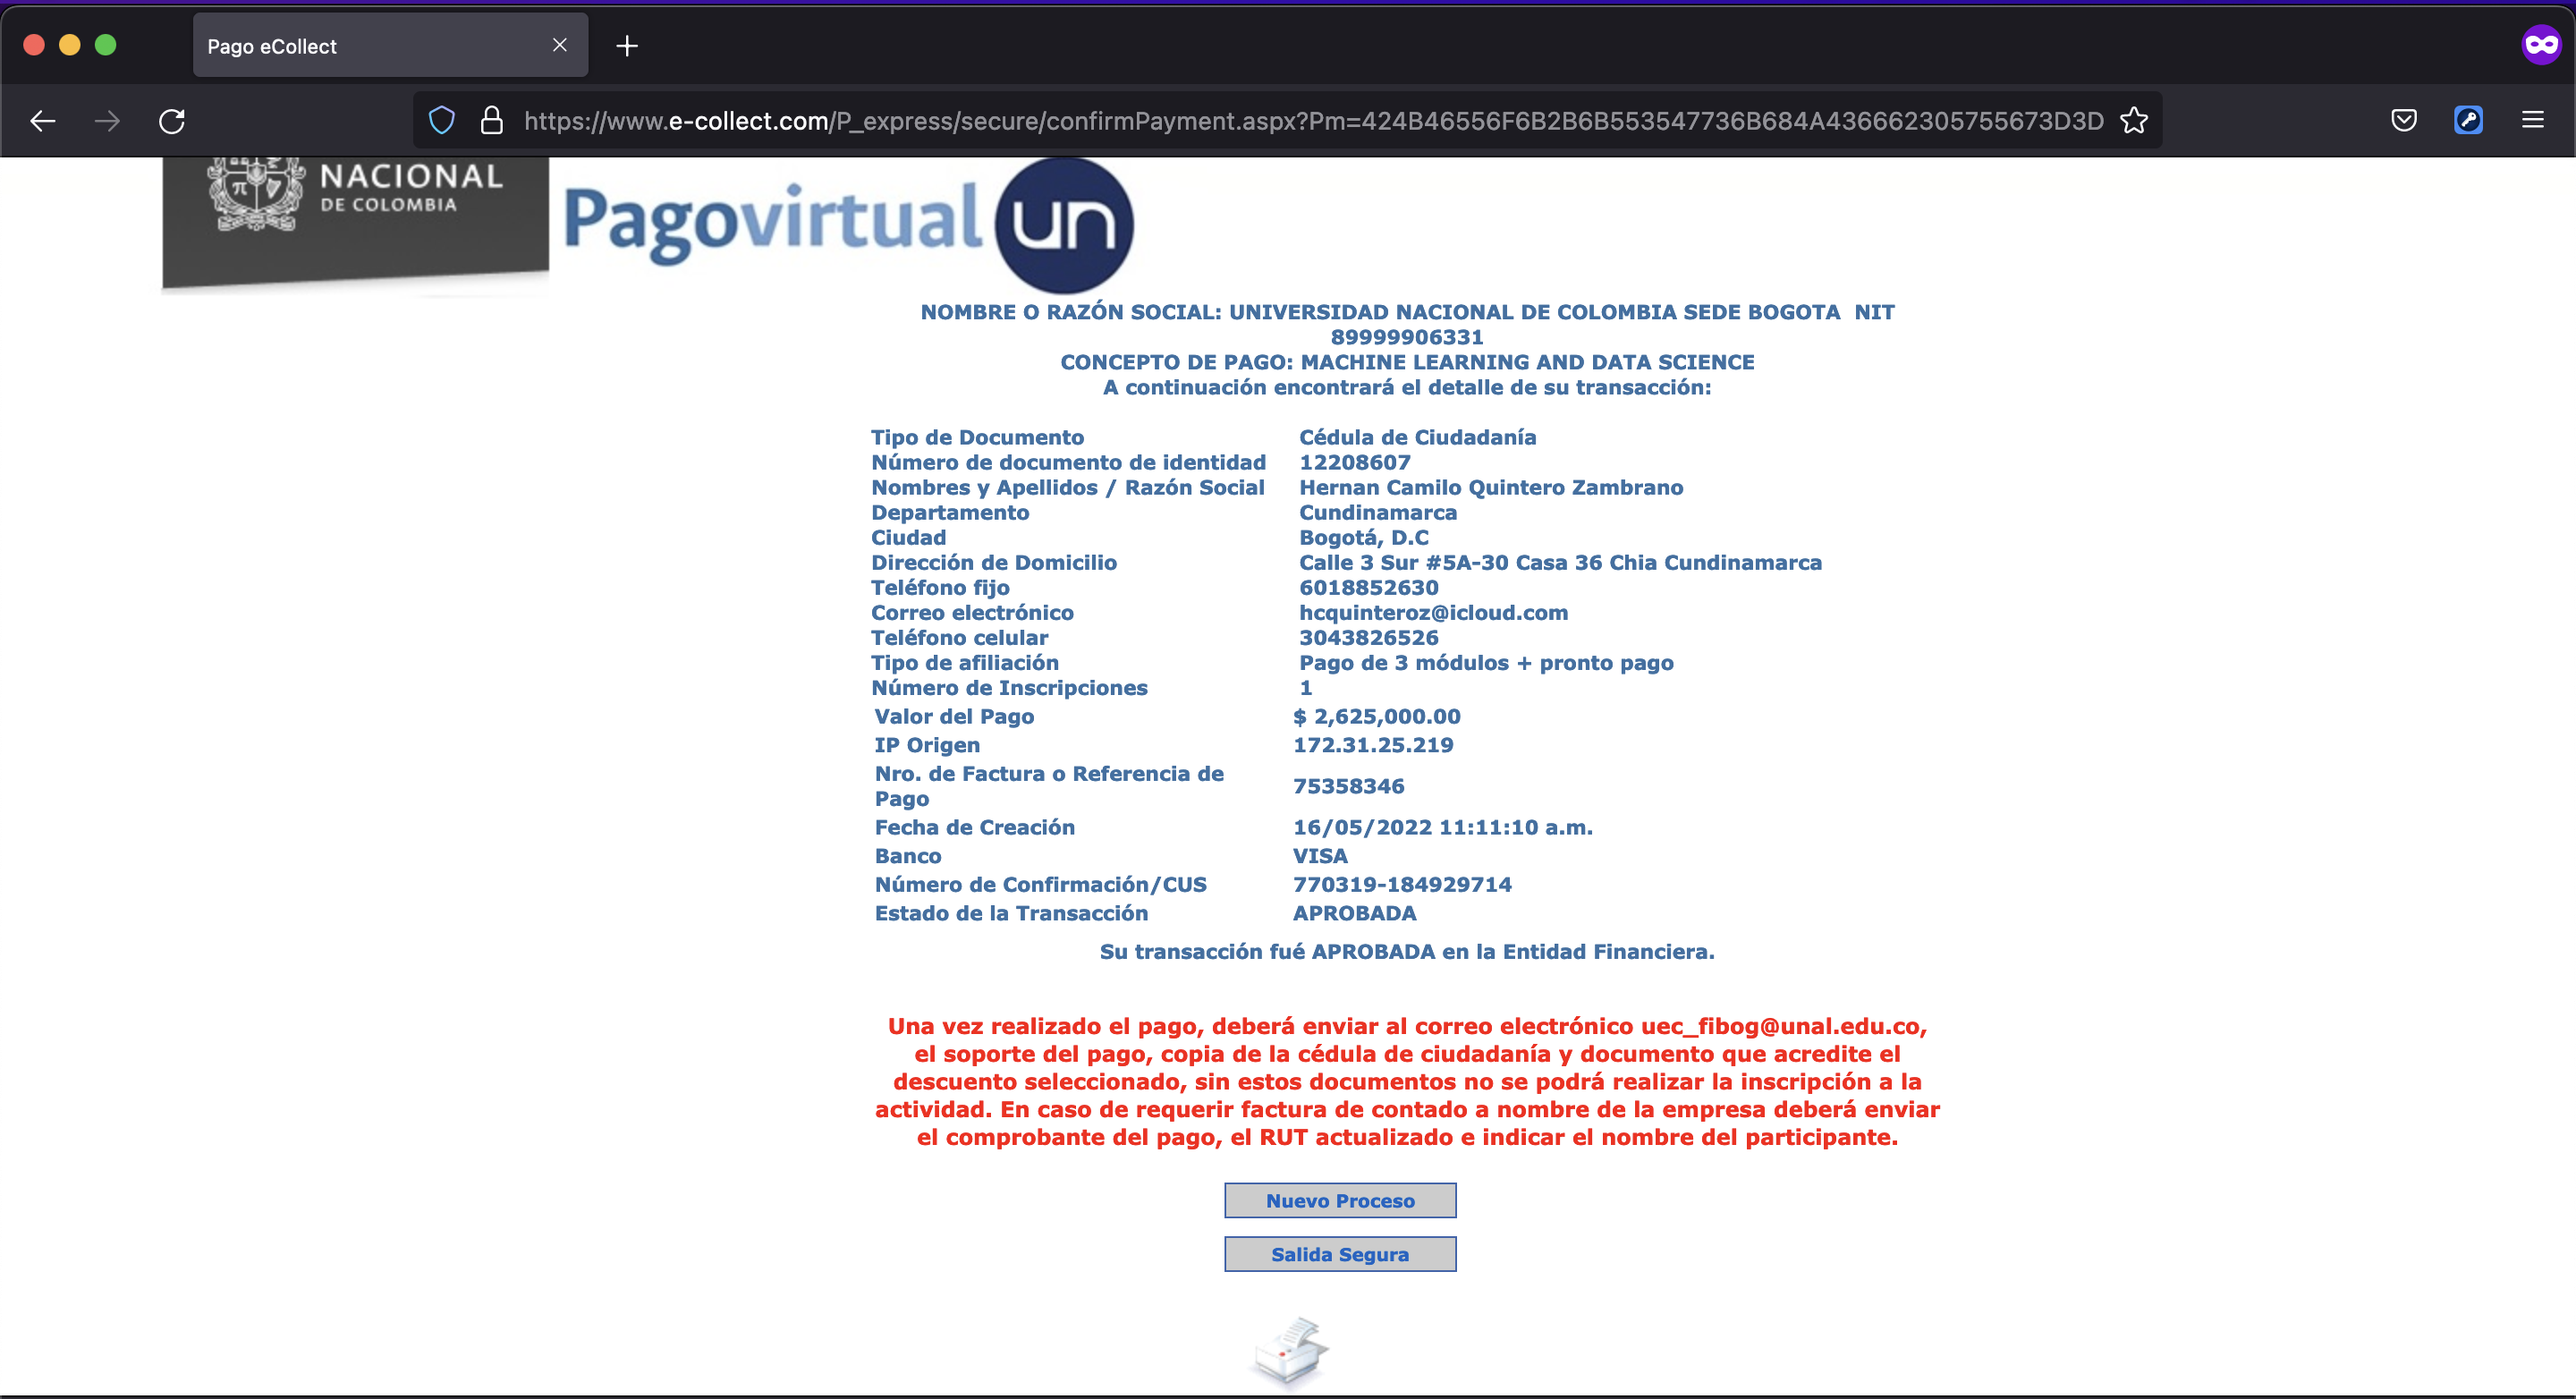 Pago eCollect
https://www.e-collect.com/P_express/secure/confirmPayment.aspx?Pm=424B46556F6B2B6B553547736B684A436662305755673D3D
NACIONAL
DE COLOMBIA
Pagovirtual un
NOMBRE O RAZÓN SOCIAL: UNIVERSIDAD NACIONAL DE COLOMBIA SEDE BOGOTA NIT
89999906331
CONCEPTO DE PAGO: MACHINE LEARNING AND DATA SCIENCE
A continuación encontrará el detalle de su transacción:
Tipo de Documento Cédula de Ciudadanía
Número de documento de identidad 12208607
Nombres y Apellidos / Razón Social Hernan Camilo Quintero Zambrano
Departamento Cundinamarca
Ciudad Bogotá, D.C
Dirección de Domicilio Calle 3 Sur #5A-30 Casa 36 Chia Cundinamarca
Teléfono fijo 6018852630
Correo electrónico hcquinteroz@icloud.com
Teléfono celular 3043826526
Tipo de afiliación Pago de 3 módulos + pronto pago
Número de Inscripciones 1
Valor del Pago $ 2,625,000.00
IP Origen 172.31.25.219
Nro. de Factura o Referencia de
Pago 75358346
Fecha de Creación 16/05/2022 11:11:10 a.m.
Banco VISA
Número de Confirmación/CUS 770319-184929714
Estado de la Transacción APROBADA
Su transacción fué APROBADA en la Entidad Financiera.
Una vez realizado el pago, deberá enviar al correo electrónico uec_fibog@unal.edu.co,
el soporte del pago, copia de la cédula de ciudadanía y documento que acredite el
descuento seleccionado, sin estos documentos no se podrá realizar la inscripción a la
actividad. En caso de requerir factura de contado a nombre de la empresa deberá enviar
el comprobante del pago, el RUT actualizado e indicar el nombre del participante.
Nuevo Proceso
Salida Segura